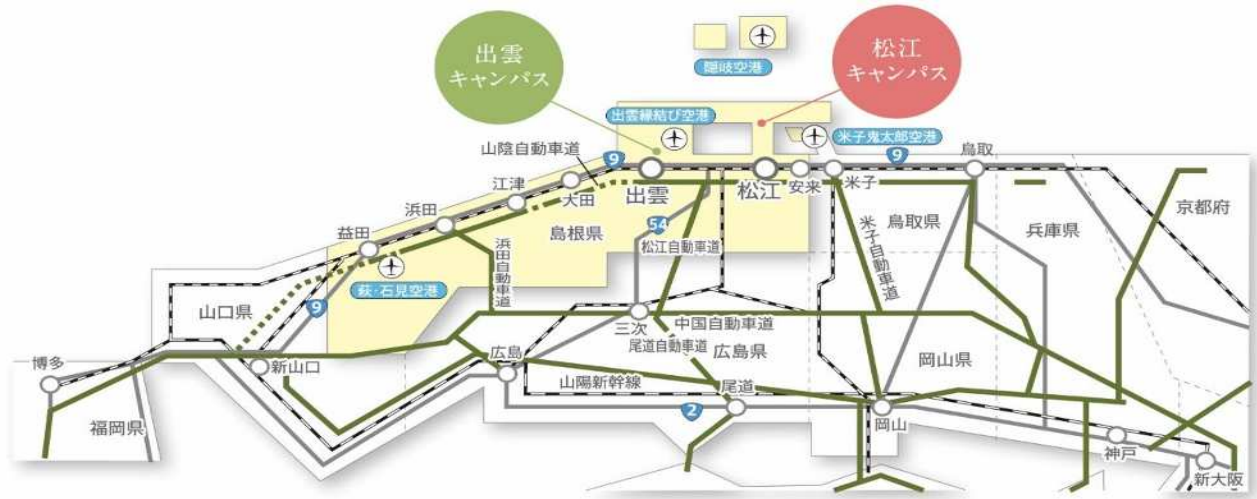 出雲
キャンパス
松江
キャンパス
隠岐空港
出雲縁結び空港
米子鬼太郎空港
山陰自動車道
9
9
鳥取
江津
大田
出雲
松江
安来
米子
京都府
浜田
益田
島根県
54
松江自動車道
鳥取県
兵庫県
浜田自動車道
米子自動車道
萩・石見空港
9
山口県
三次
中国自動車道
尾道自動車道
広島県
岡山県
博多
新山口
広島
山陽新幹線
尾道
2
岡山
福岡県
神戸
新大阪